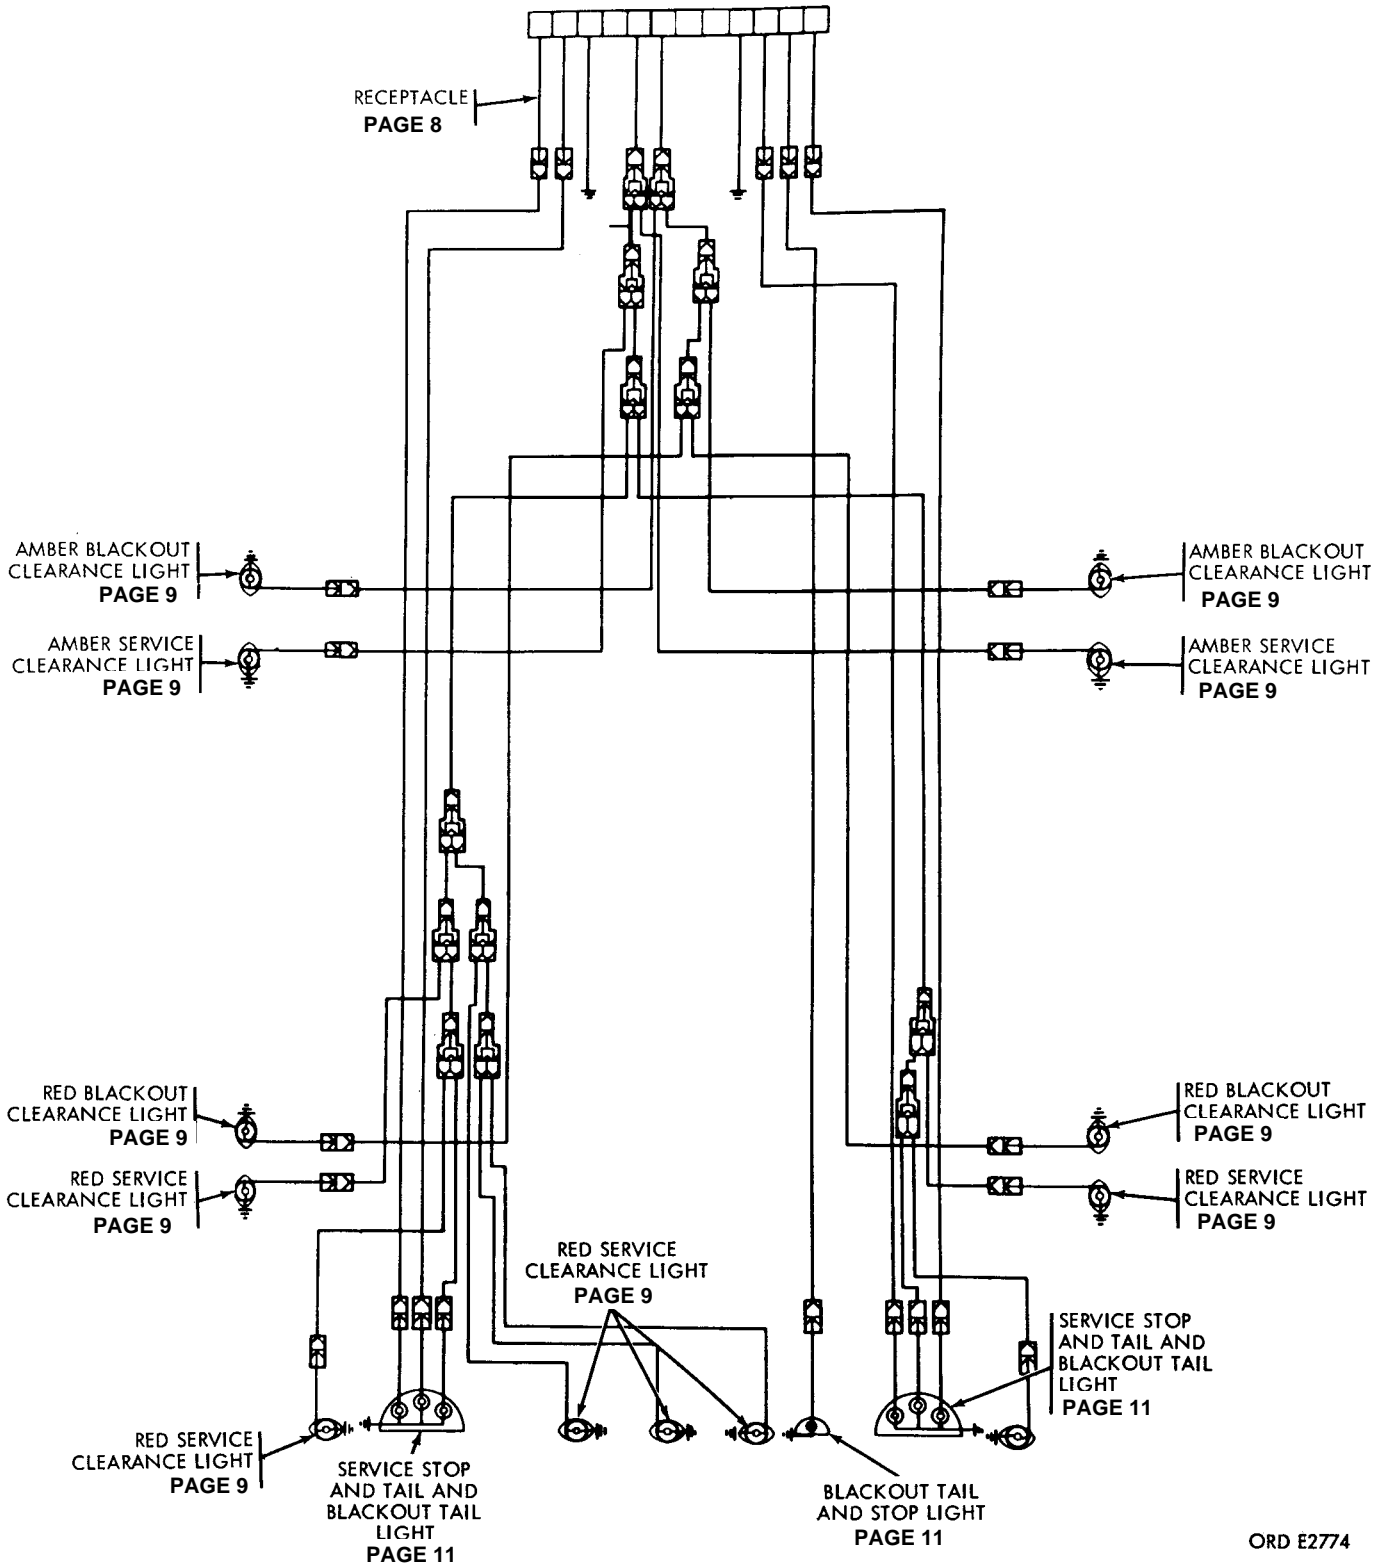 RECEPTACLE
PAGE 8
AMBER BLACKOUT
CLEARANCE LIGHT
PAGE 9
AMBER BLACKOUT
CLEARANCE LIGHT
PAGE 9
AMBER SERVICE
CLEARANCE LIGHT
PAGE 9
AMBER SERVICE
CLEARANCE LIGHT
PAGE 9
RED BLACKOUT
CLEARANCE LIGHT
PAGE 9
RED BLACKOUT
CLEARANCE LIGHT
PAGE 9
RED SERVICE
CLEARANCE LIGHT
PAGE 9
RED SERVICE
CLEARANCE LIGHT
PAGE 9
RED SERVICE
CLEARANCE LIGHT
PAGE 9
SERVICE STOP
AND TAIL AND
BLACKOUT TAIL
LIGHT
PAGE 11
RED SERVICE
CLEARANCE LIGHT
PAGE 9
SERVICE STOP
AND TAIL AND
BLACKOUT TAIL
LIGHT
PAGE 11
BLACKOUT TAIL
AND STOP LIGHT
PAGE 11
ORD E2774